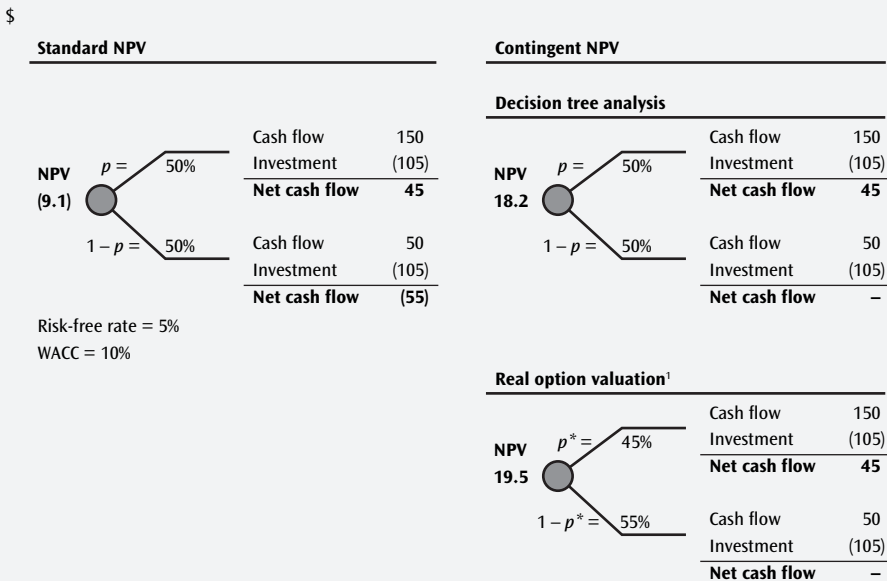 $
Standard NPV
NPV
(9.1)
p = 50%
Cash flow 150
Investment (105)
Net cash flow 45
1 – p = 50%
Cash flow 50
Investment (105)
Net cash flow (55)
Risk-free rate = 5%
WACC = 10%
Contingent NPV
Decision tree analysis
NPV
18.2
p = 50%
Cash flow 150
Investment (105)
Net cash flow 45
1 – p = 50%
Cash flow 50
Investment (105)
Net cash flow –
Real option valuation¹
NPV
19.5
p* = 45%
Cash flow 150
Investment (105)
Net cash flow 45
1 – p* = 55%
Cash flow 50
Investment (105)
Net cash flow –